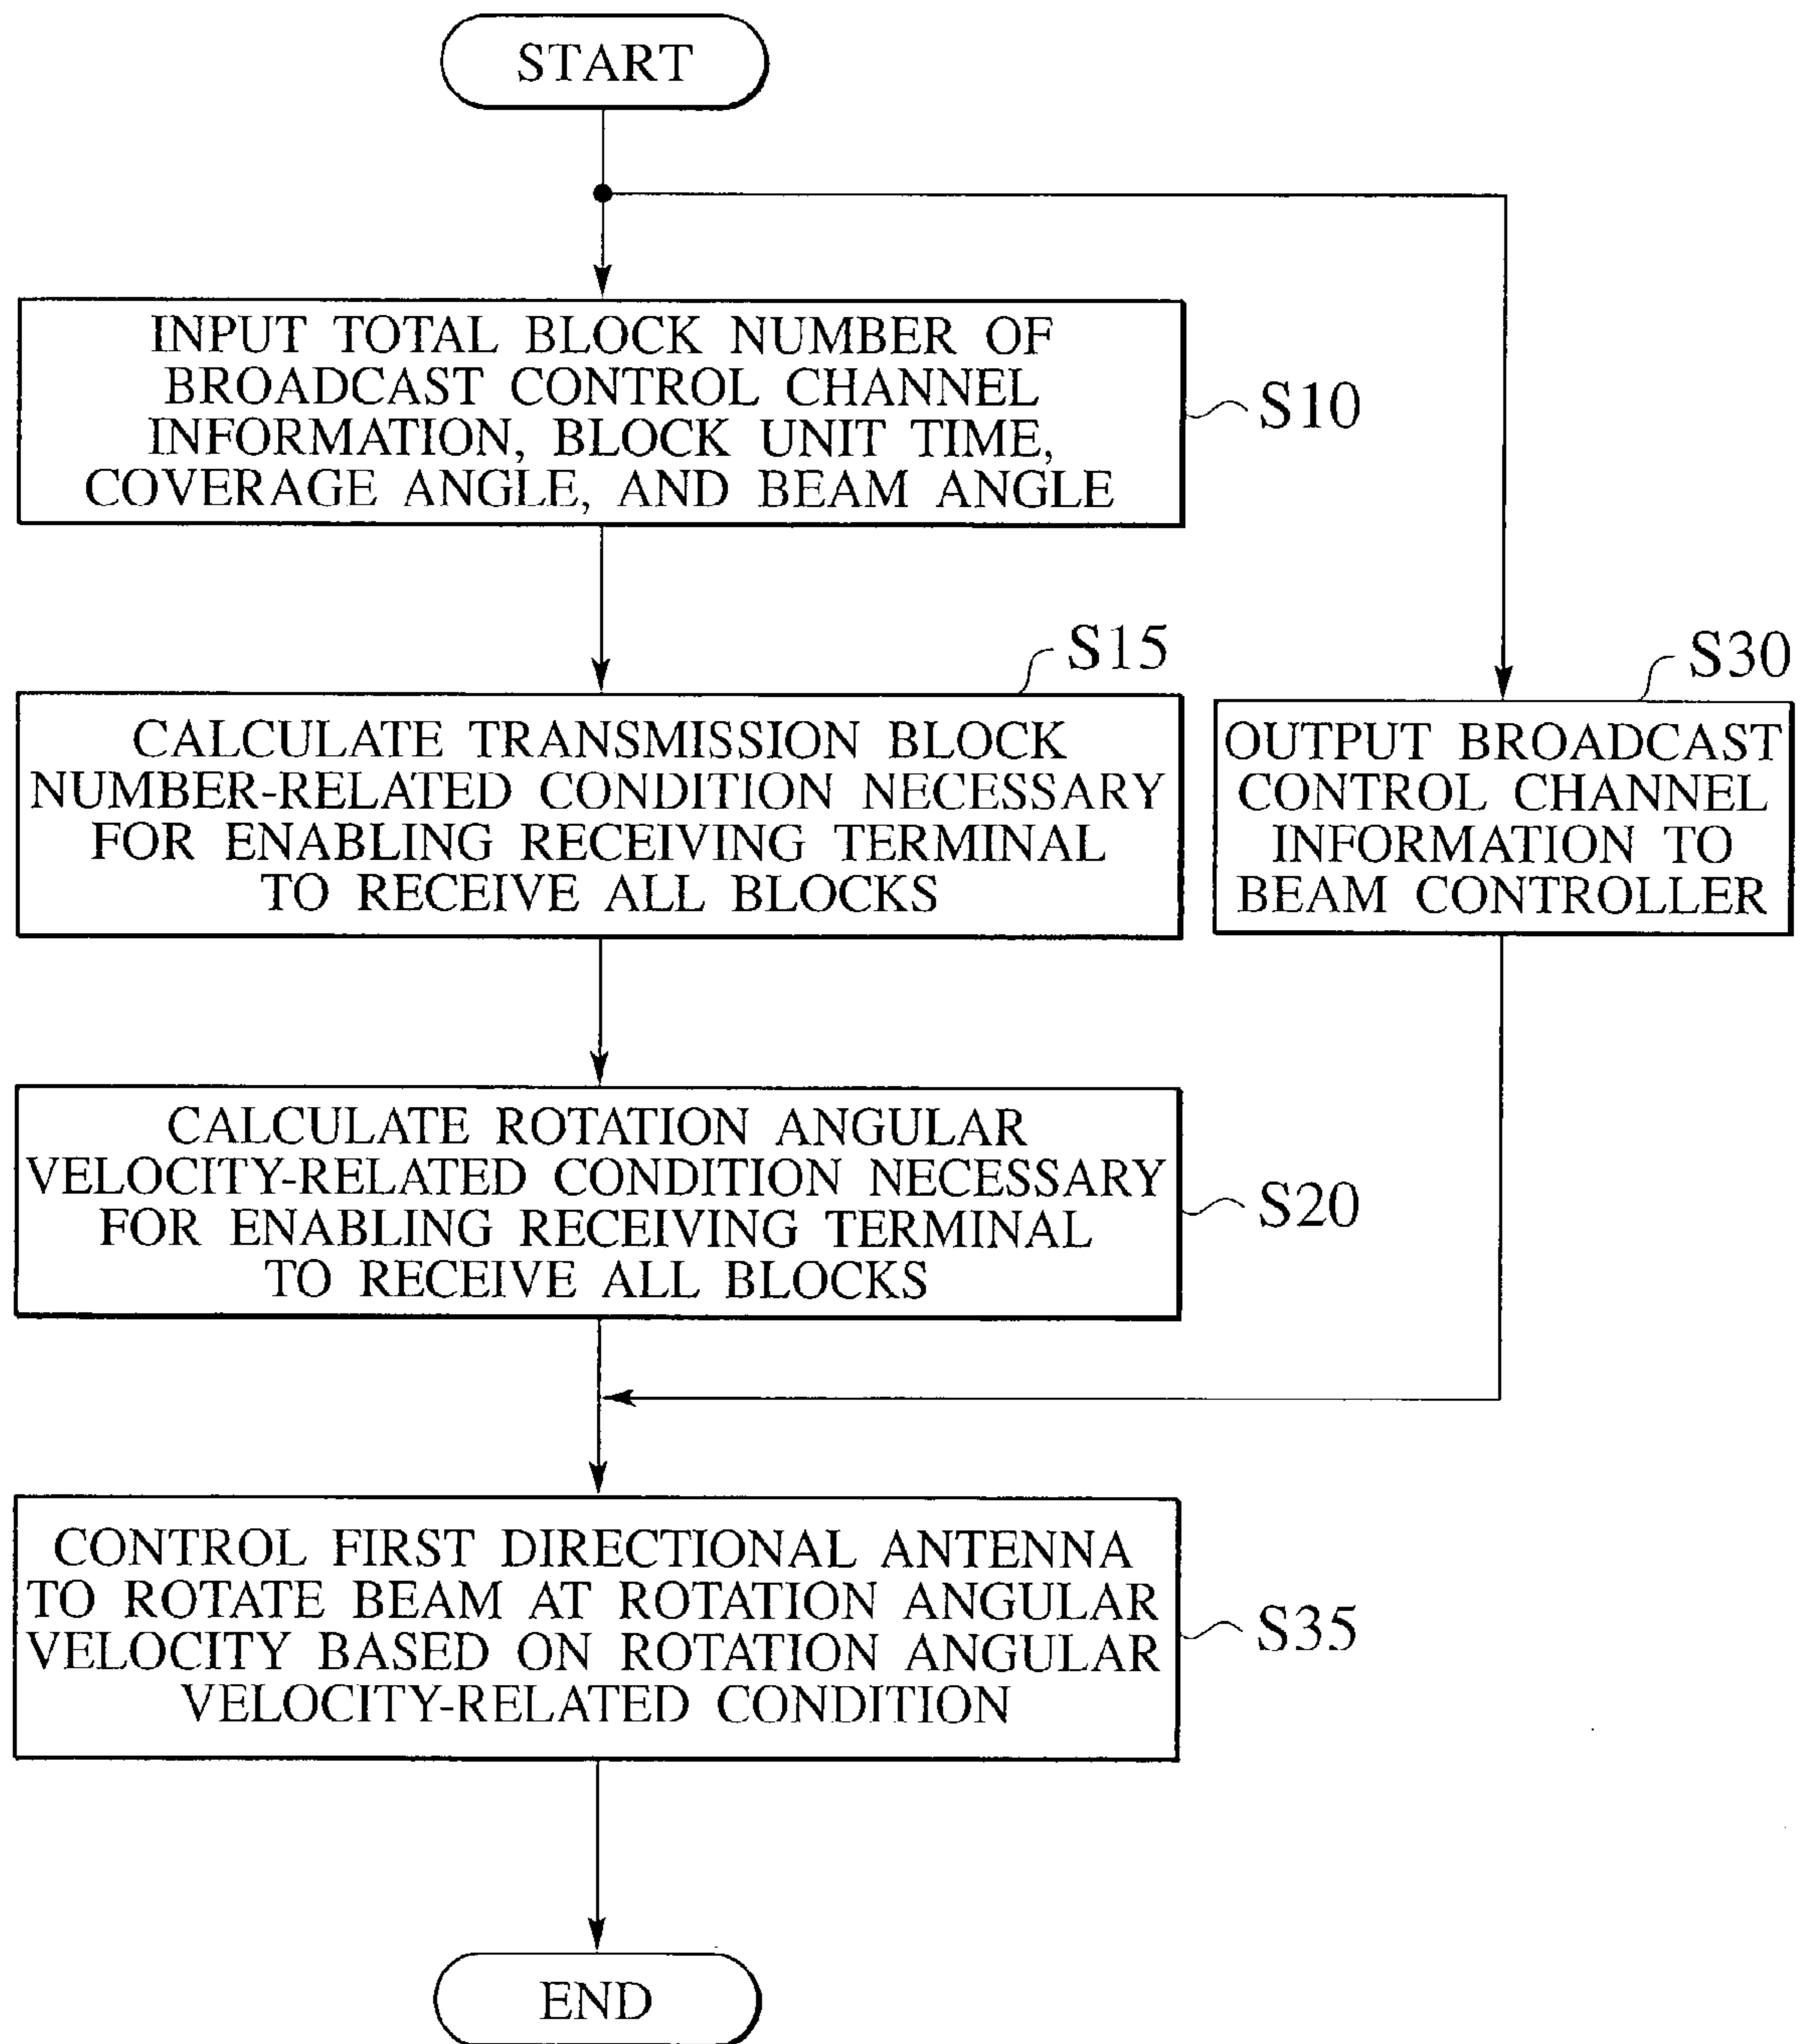 START
INPUT TOTAL BLOCK NUMBER OF
BROADCAST CONTROL CHANNEL
INFORMATION, BLOCK UNIT TIME,
COVERAGE ANGLE, AND BEAM ANGLE
S10
S15
CALCULATE TRANSMISSION BLOCK
NUMBER-RELATED CONDITION NECESSARY
FOR ENABLING RECEIVING TERMINAL
TO RECEIVE ALL BLOCKS
S30
OUTPUT BROADCAST
CONTROL CHANNEL
INFORMATION TO
BEAM CONTROLLER
CALCULATE ROTATION ANGULAR
VELOCITY-RELATED CONDITION NECESSARY
FOR ENABLING RECEIVING TERMINAL
TO RECEIVE ALL BLOCKS
S20
CONTROL FIRST DIRECTIONAL ANTENNA
TO ROTATE BEAM AT ROTATION ANGULAR
VELOCITY BASED ON ROTATION ANGULAR
VELOCITY-RELATED CONDITION
S35
END